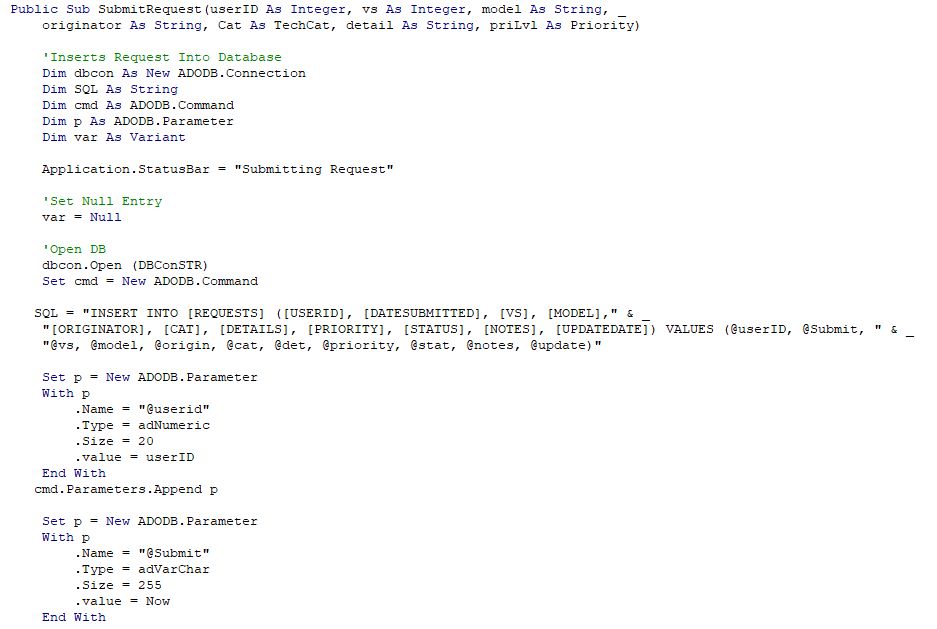 Public Sub SubmitRequest(userID As Integer, vs As Integer, model As String, _
    originator As String, Cat As TechCat, detail As String, priLvl As Priority)

    'Inserts Request Into Database
    Dim dbcon As New ADODB.Connection
    Dim SQL As String
    Dim cmd As ADODB.Command
    Dim p As ADODB.Parameter
    Dim var As Variant

    Application.StatusBar = "Submitting Request"

    'Set Null Entry
    var = Null

    'Open DB
    dbcon.Open (DBConSTR)
    Set cmd = New ADODB.Command

   SQL = "INSERT INTO [REQUESTS] ([USERID], [DATESUBMITTED], [VS], [MODEL]," & _
    "[ORIGINATOR], [CAT], [DETAILS], [PRIORITY], [STATUS], [NOTES], [UPDATEDATE]) VALUES (@userID, @Submit, " & _
    "@vs, @model, @origin, @cat, @det, @priority, @stat, @notes, @update)"

    Set p = New ADODB.Parameter
    With p
        .Name = "@userid"
        .Type = adNumeric
        .Size = 20
        .value = userID
    End With
   cmd.Parameters.Append p

    Set p = New ADODB.Parameter
    With p
        .Name = "@Submit"
        .Type = adVarChar
        .Size = 255
        .value = Now
    End With